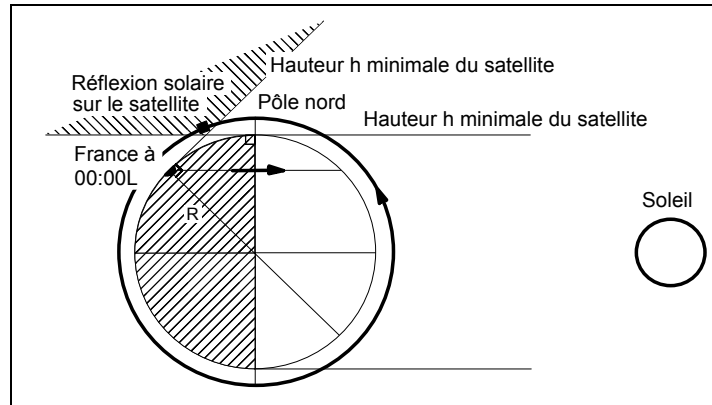 Hauteur h minimale du satellite
Réflexion solaire
sur le satellite
Pôle nord
Hauteur h minimale du satellite
France à
00:00L
R
Soleil